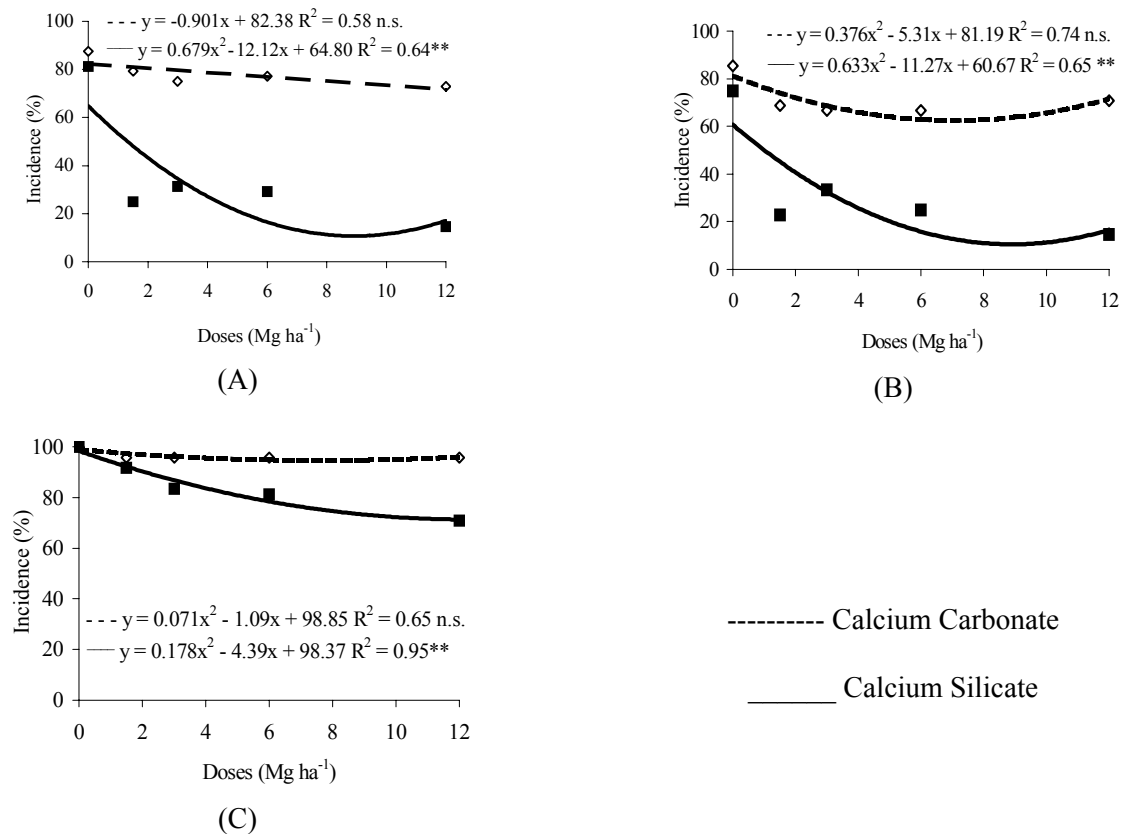 - - - y = -0.901x + 82.38 R² = 0.58 n.s.
—— y = 0.679x² - 12.12x + 64.80 R² = 0.64**
Incidence (%)
100
80
60
40
20
0
0 2 4 6 8 10 12
Doses (Mg ha⁻¹)
(A)
- - - y = 0.376x² - 5.31x + 81.19 R² = 0.74 n.s.
—— y = 0.633x² - 11.27x + 60.67 R² = 0.65 **
Incidence (%)
100
80
60
40
20
0
0 2 4 6 8 10 12
Doses (Mg ha⁻¹)
(B)
Incidence (%)
100
80
60
40
20
0
- - - y = 0.071x² - 1.09x + 98.85 R² = 0.65 n.s.
—— y = 0.178x² - 4.39x + 98.37 R² = 0.95**
0 2 4 6 8 10 12
Doses (Mg ha⁻¹)
(C)
Calcium Carbonate
Calcium Silicate